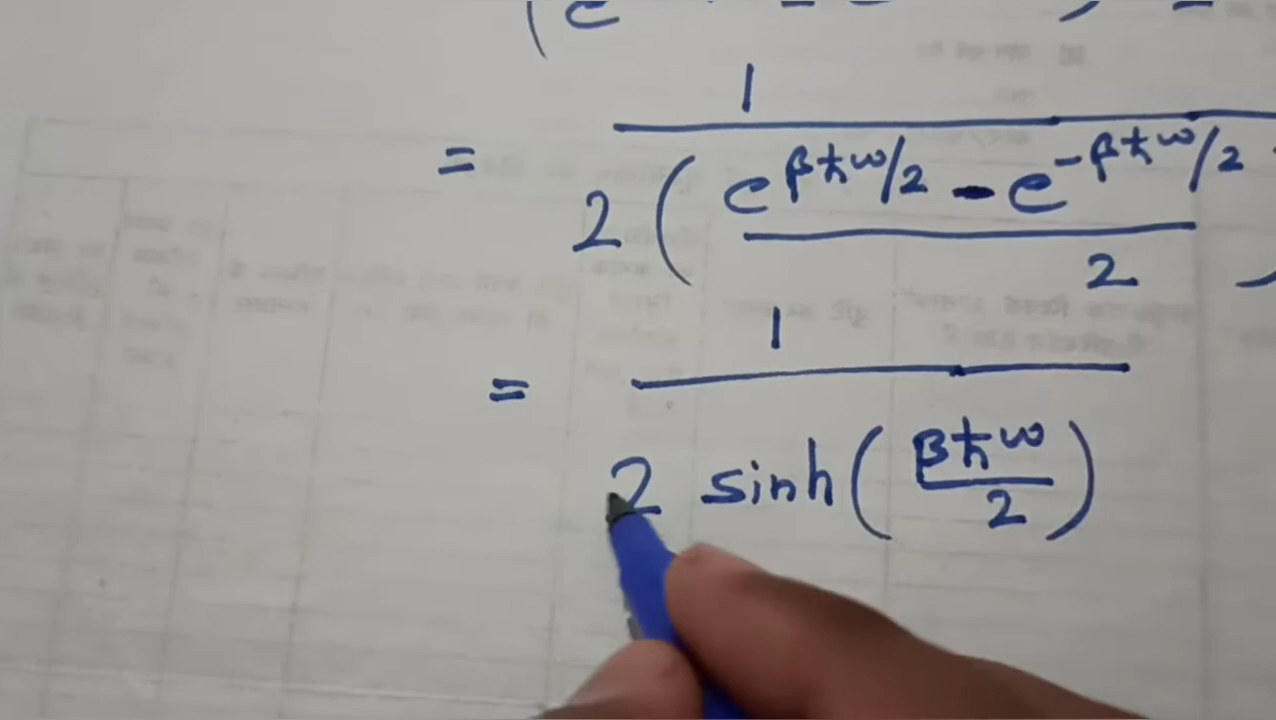 (e
= 1 / 2 ( (e^{βħω/2} - e^{-βħω/2}) / 2 )
= 1 / 2 sinh ( βħω / 2 )